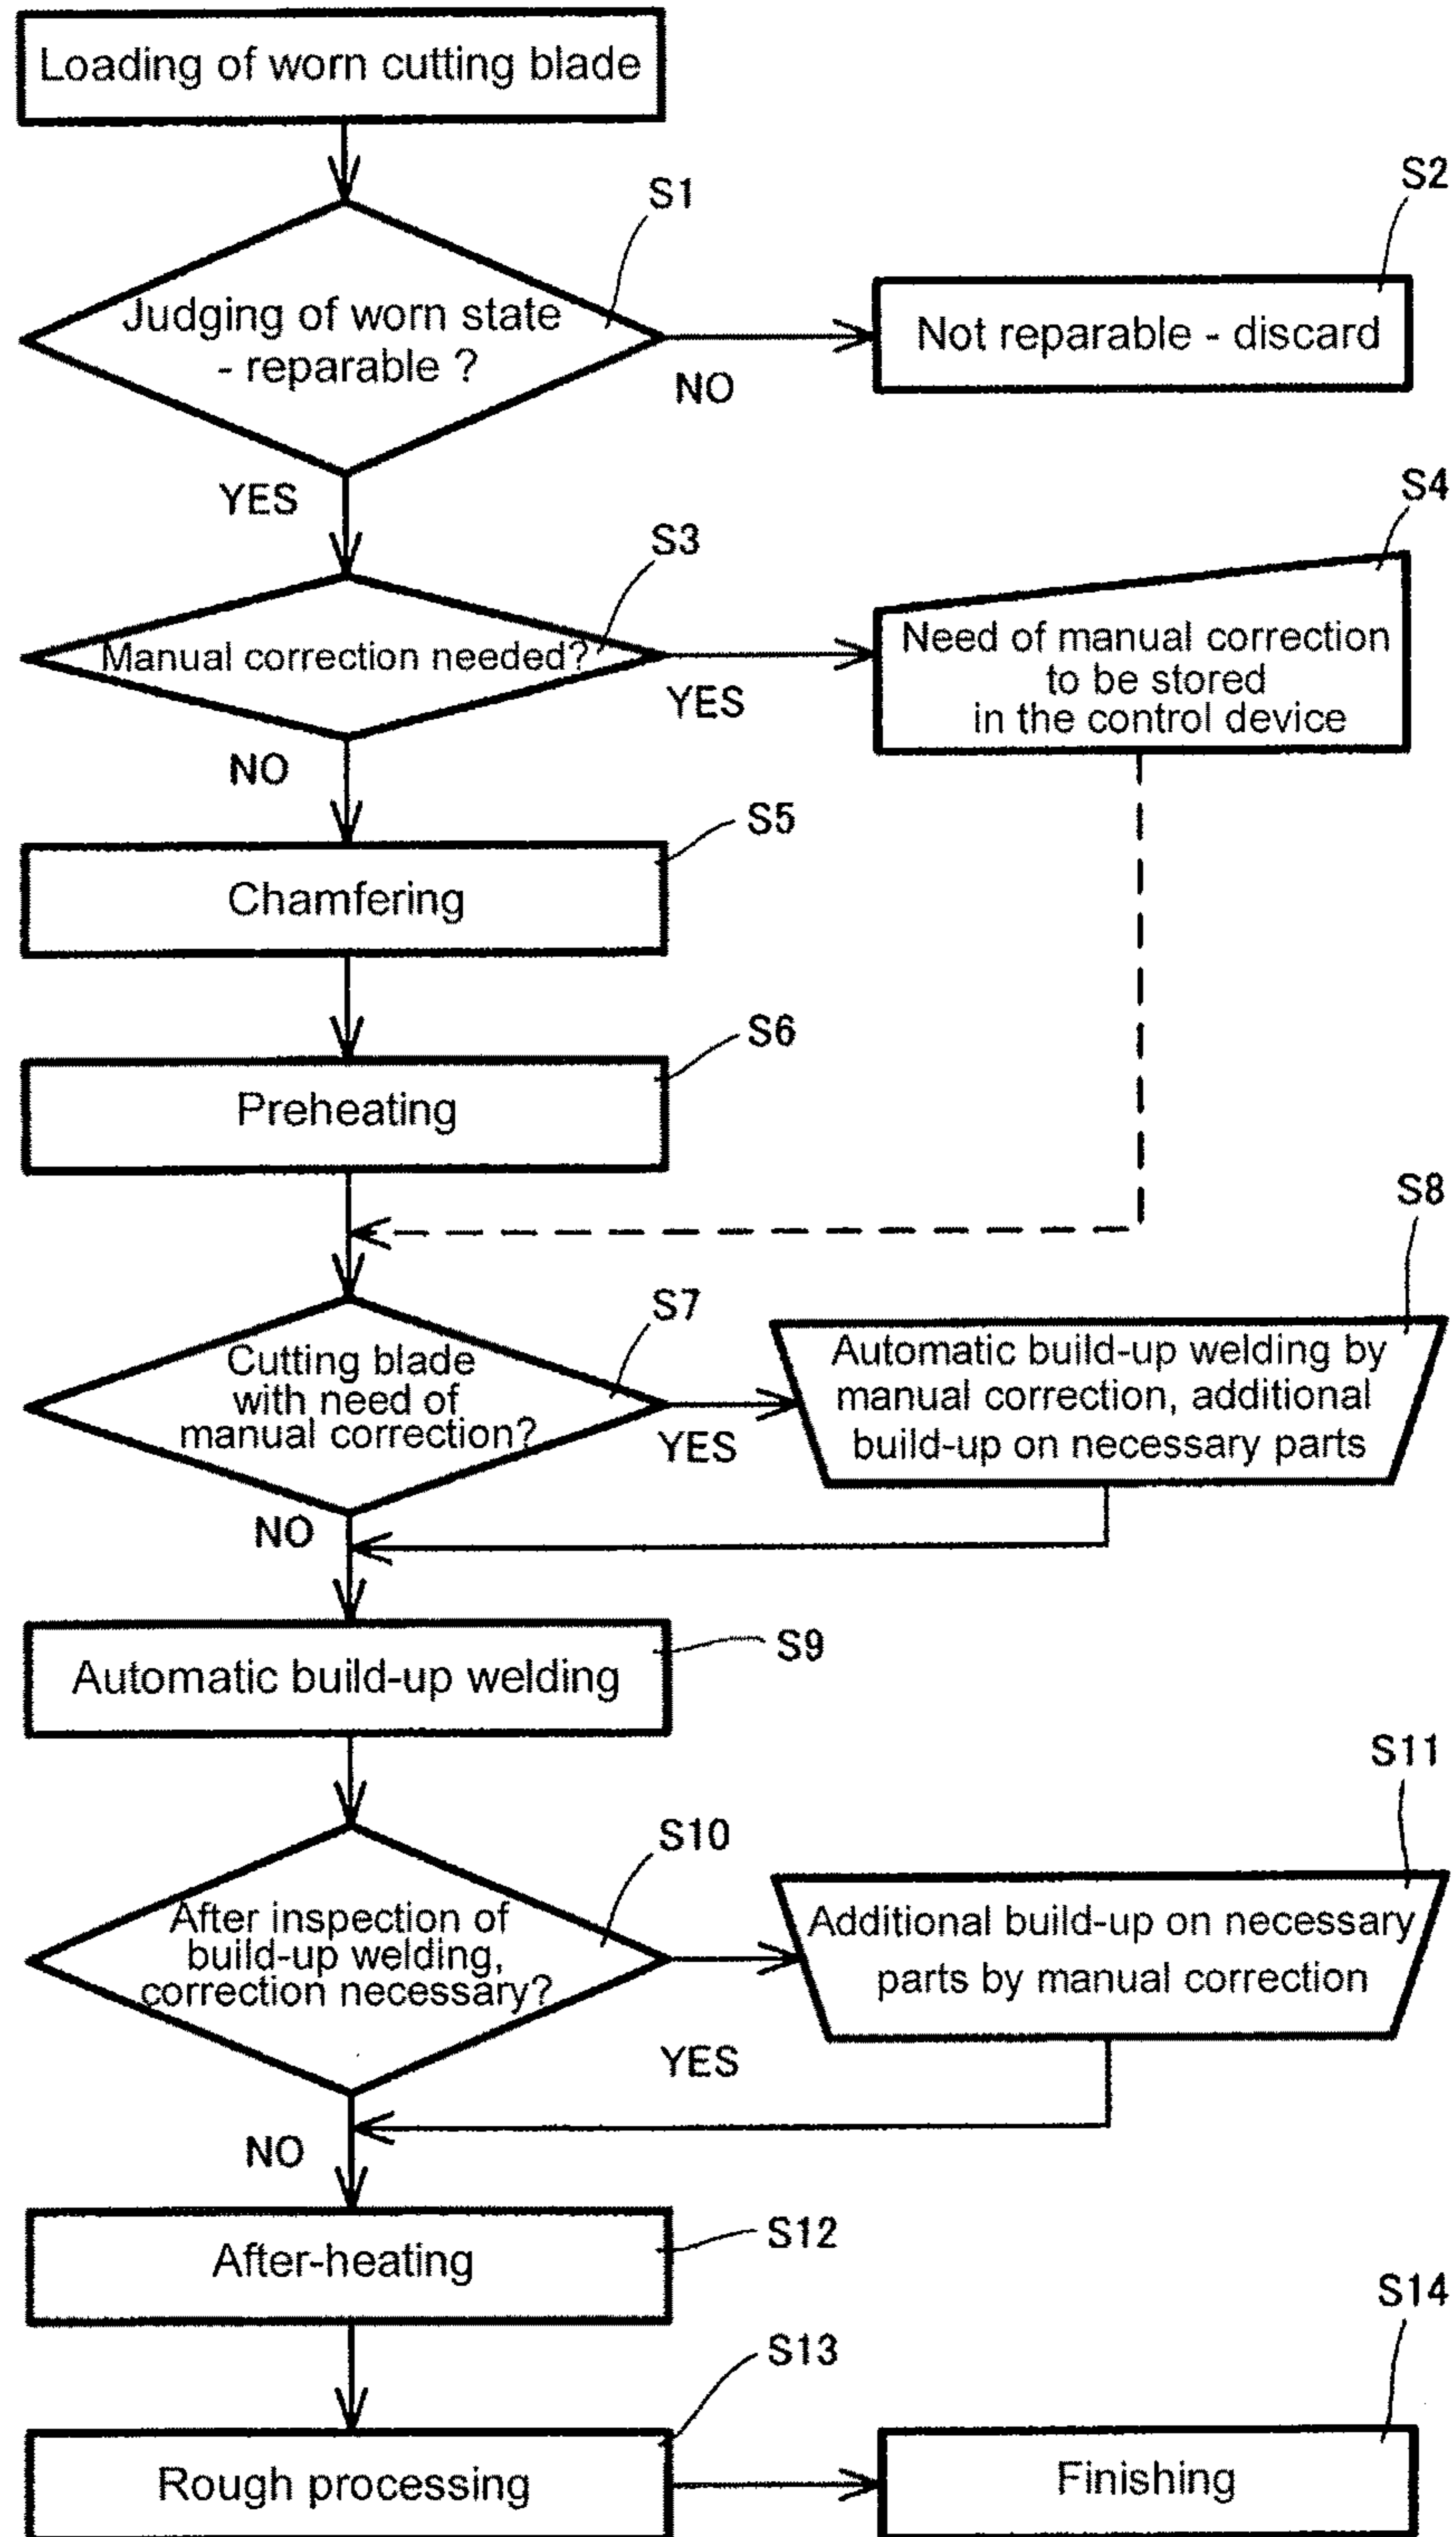 Loading of worn cutting blade
S1
S2
Judging of worn state
- reparable ?
Not reparable - discard
NO
YES
S3
S4
Manual correction needed?
Need of manual correction
to be stored
in the control device
YES
NO
S5
Chamfering
S6
Preheating
S7
S8
Cutting blade
with need of
manual correction?
Automatic build-up welding by
manual correction, additional
build-up on necessary parts
YES
NO
S9
Automatic build-up welding
S10
S11
After inspection of
build-up welding,
correction necessary?
Additional build-up on necessary
parts by manual correction
YES
NO
S12
After-heating
S13
S14
Rough processing
Finishing